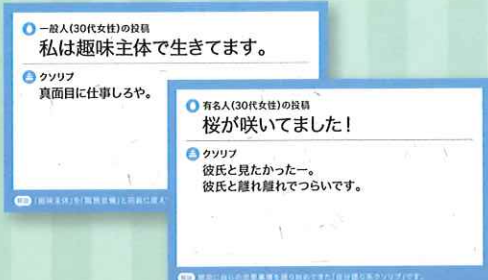 一般人(30代女性)の投稿
私は趣味主体で生きてます。
クソリプ
真面目に仕事しろや。
有名人(30代女性)の投稿
桜が咲いてました!
クソリプ
彼氏と見たかったー。
彼氏と離れ離れでつらいです。